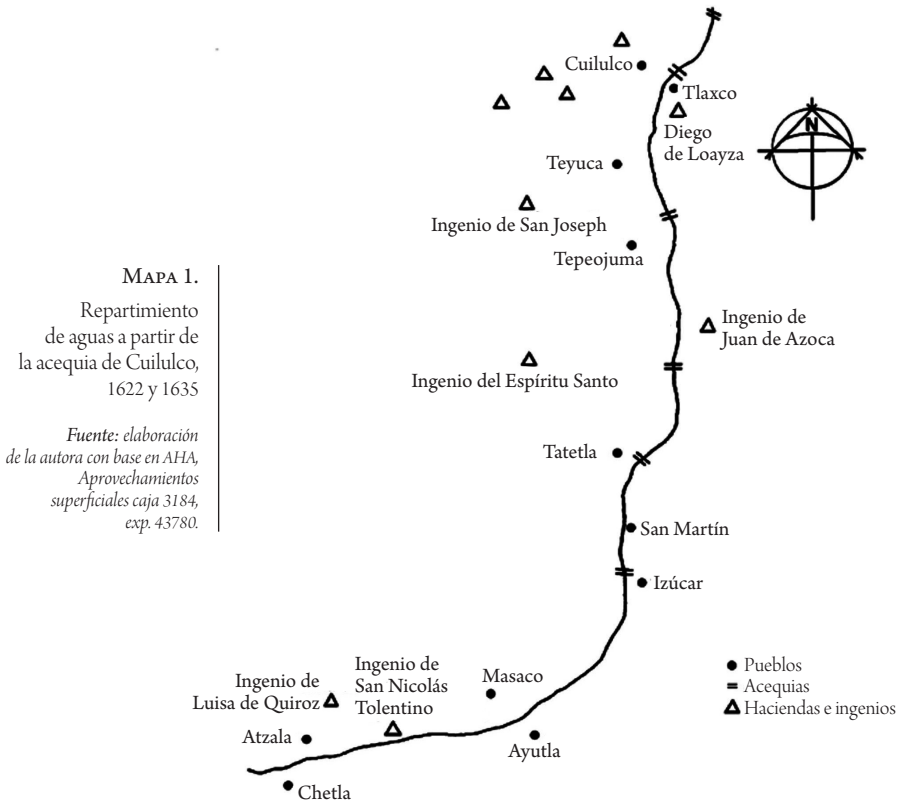 Cuilulco
Tlaxco
Diego
de Loayza
N
Teyuca
Ingenio de San Joseph
Tepeojuma
MAPA 1.
Repartimiento
de aguas a partir de
la acequia de Cuilulco,
1622 y 1635
Fuente: elaboración
de la autora con base en AHA,
Aprovechamientos
superficiales caja 3184,
exp. 43780.
Ingenio de
Juan de Azoca
Ingenio del Espíritu Santo
Tatetla
San Martín
Izúcar
Ingenio de
Luisa de Quiroz
Ingenio de
San Nicolás
Tolentino
Masaco
Atzala
Ayutla
Chetla
Pueblos
Acequias
Haciendas e ingenios